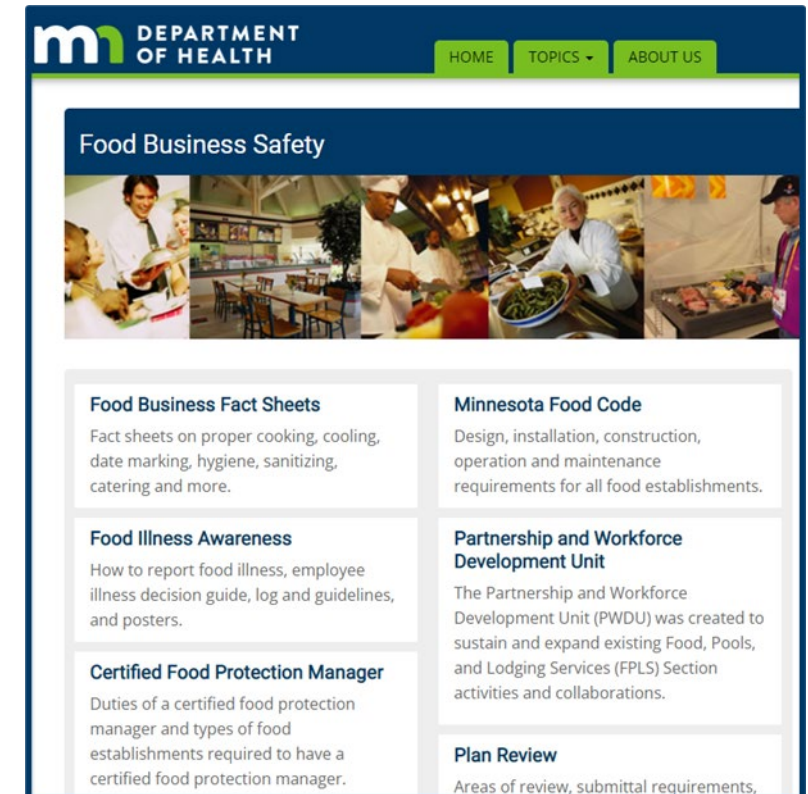 mn DEPARTMENT
OF HEALTH
HOME TOPICS ABOUT US
Food Business Safety
Food Business Fact Sheets
Fact sheets on proper cooking, cooling,
date marking, hygiene, sanitizing,
catering and more.
Food Illness Awareness
How to report food illness, employee
illness decision guide, log and guidelines,
and posters.
Certified Food Protection Manager
Duties of a certified food protection
manager and types of food
establishments required to have a
certified food protection manager.
Minnesota Food Code
Design, installation, construction,
operation and maintenance
requirements for all food establishments.
Partnership and Workforce
Development Unit
The Partnership and Workforce
Development Unit (PWDU) was created to
sustain and expand existing Food, Pools,
and Lodging Services (FPLS) Section
activities and collaborations.
Plan Review
Areas of review, submittal requirements,